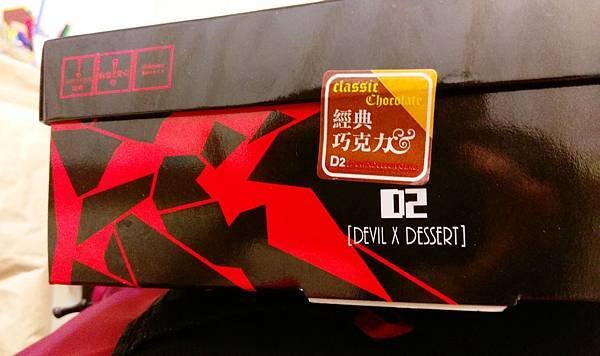 classic
Chocolate
經典
巧克力&
D2
D2
[DEVIL X DESSERT]